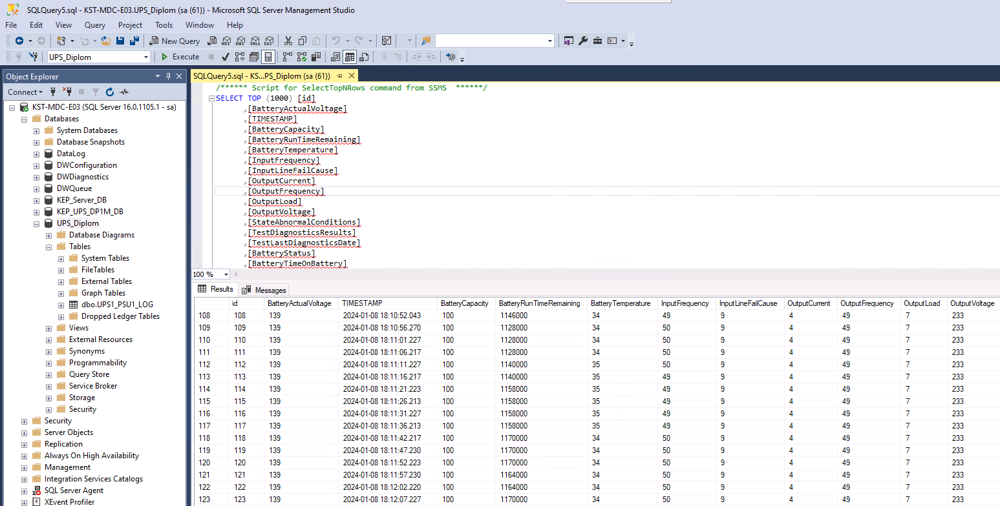 SQLQuery5.sql - KST-MDC-E03.UPS_Diplom (sa (61)) - Microsoft SQL Server Management Studio
File Edit View Query Project Tools Window Help
New Query MDX DMX XMLA DAX
UPS_Diplom Execute
Object Explorer
Connect
KST-MDC-E03 (SQL Server 16.0.1105.1 - sa)
Databases
System Databases
Database Snapshots
DataLog
DWConfiguration
DWDiagnostics
DWQueue
KEP_Server_DB
KEP_UPS_DP1M_DB
UPS_Diplom
Database Diagrams
Tables
System Tables
FileTables
External Tables
Graph Tables
dbo.UPS1_PSU1_LOG
Dropped Ledger Tables
Views
External Resources
Synonyms
Programmability
Query Store
Service Broker
Storage
Security
Security
Server Objects
Replication
Always On High Availability
Management
Integration Services Catalogs
SQL Server Agent
XEvent Profiler
SQLQuery5.sql - KS...PS_Diplom (sa (61))
/****** Script for SelectTopNRows command from SSMS  ******/
SELECT TOP (1000) [id]
,[BatteryActualVoltage]
,[TIMESTAMP]
,[BatteryCapacity]
,[BatteryRunTimeRemaining]
,[BatteryTemperature]
,[InputFrequency]
,[InputLineFailCause]
,[OutputCurrent]
,[OutputFrequency]
,[OutputLoad]
,[OutputVoltage]
,[StateAbnormalConditions]
,[TestDiagnosticsResults]
,[TestLastDiagnosticsDate]
,[BatteryStatus]
,[BatteryTimeOnBattery]
100 %
Results Messages
id BatteryActualVoltage TIMESTAMP BatteryCapacity BatteryRunTimeRemaining BatteryTemperature InputFrequency InputLineFailCause OutputCurrent OutputFrequency OutputLoad OutputVoltage
108 108 139 2024-01-08 18:10:52.043 100 1146000 34 49 9 4 49 7 233
109 109 139 2024-01-08 18:10:56.270 100 1128000 34 50 9 4 49 7 233
110 110 139 2024-01-08 18:11:01.227 100 1128000 34 50 9 4 49 7 233
111 111 139 2024-01-08 18:11:06.217 100 1128000 34 50 9 4 49 7 233
112 112 139 2024-01-08 18:11:11.227 100 1140000 35 50 9 4 49 7 233
113 113 139 2024-01-08 18:11:16.217 100 1140000 35 49 9 4 49 7 233
114 114 139 2024-01-08 18:11:21.223 100 1158000 35 49 9 4 49 7 233
115 115 139 2024-01-08 18:11:26.213 100 1158000 35 49 9 4 49 7 233
116 116 139 2024-01-08 18:11:31.227 100 1158000 35 49 9 4 49 7 233
117 117 139 2024-01-08 18:11:36.213 100 1158000 35 49 9 4 49 7 233
118 118 139 2024-01-08 18:11:42.217 100 1170000 34 50 9 4 49 7 233
119 119 139 2024-01-08 18:11:47.230 100 1170000 34 50 9 4 49 7 233
120 120 139 2024-01-08 18:11:52.223 100 1170000 34 50 9 4 49 7 233
121 121 139 2024-01-08 18:11:57.230 100 1164000 34 50 9 4 49 7 233
122 122 139 2024-01-08 18:12:02.220 100 1164000 34 50 9 4 49 7 233
123 123 139 2024-01-08 18:12:07.227 100 1170000 34 50 9 4 49 7 233